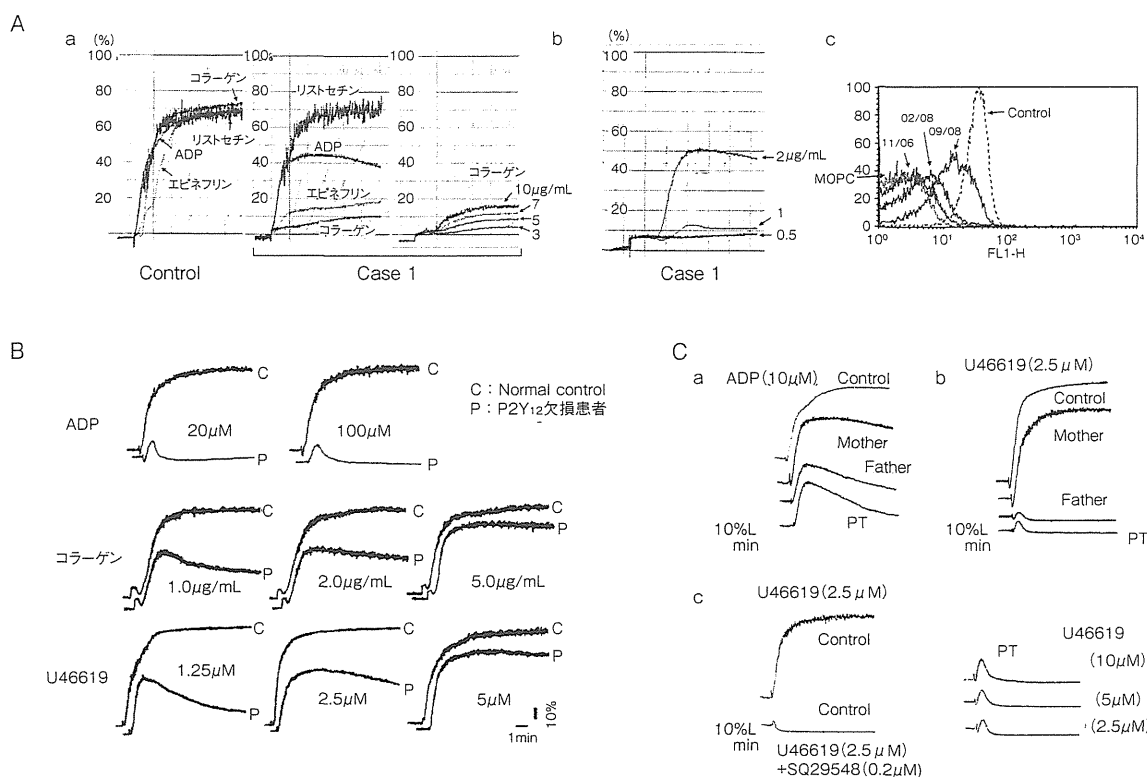 A
a
(%)
100
80
60
40
20
コラーゲン
リストセチン
ADP
エピネフリン
Control
100
80
60
40
20
リストセチン
ADP
エピネフリン
コラーゲン
100
80
60
40
20
コラーゲン
10μg/mL
7
5
3
Case 1
b
(%)
100
80
60
40
20
2μg/mL
1
0.5
Case 1
c
100
80
60
40
20
0
Control
02/08
09/08
11/06
MOPC
10⁰ 10¹ 10² 10³ 10⁴
FL1-H
B
ADP
C
20μM
P
C
100μM
P
C：Normal control
P：P2Y₁₂欠損患者
コラーゲン
C
P
1.0μg/mL
C
P
2.0μg/mL
C
P
5.0μg/mL
U46619
C
1.25μM
P
C
2.5μM
P
C
P
5μM
10%
1min
C
a
ADP(10μM)
Control
Mother
Father
PT
10%L
min
b
U46619(2.5μM)
Control
Mother
Father
PT
10%L
min
c
U46619(2.5μM)
Control
Control
10%L
min
U46619(2.5μM)
+SQ29548(0.2μM)
PT
U46619
(10μM)
(5μM)
(2.5μM)